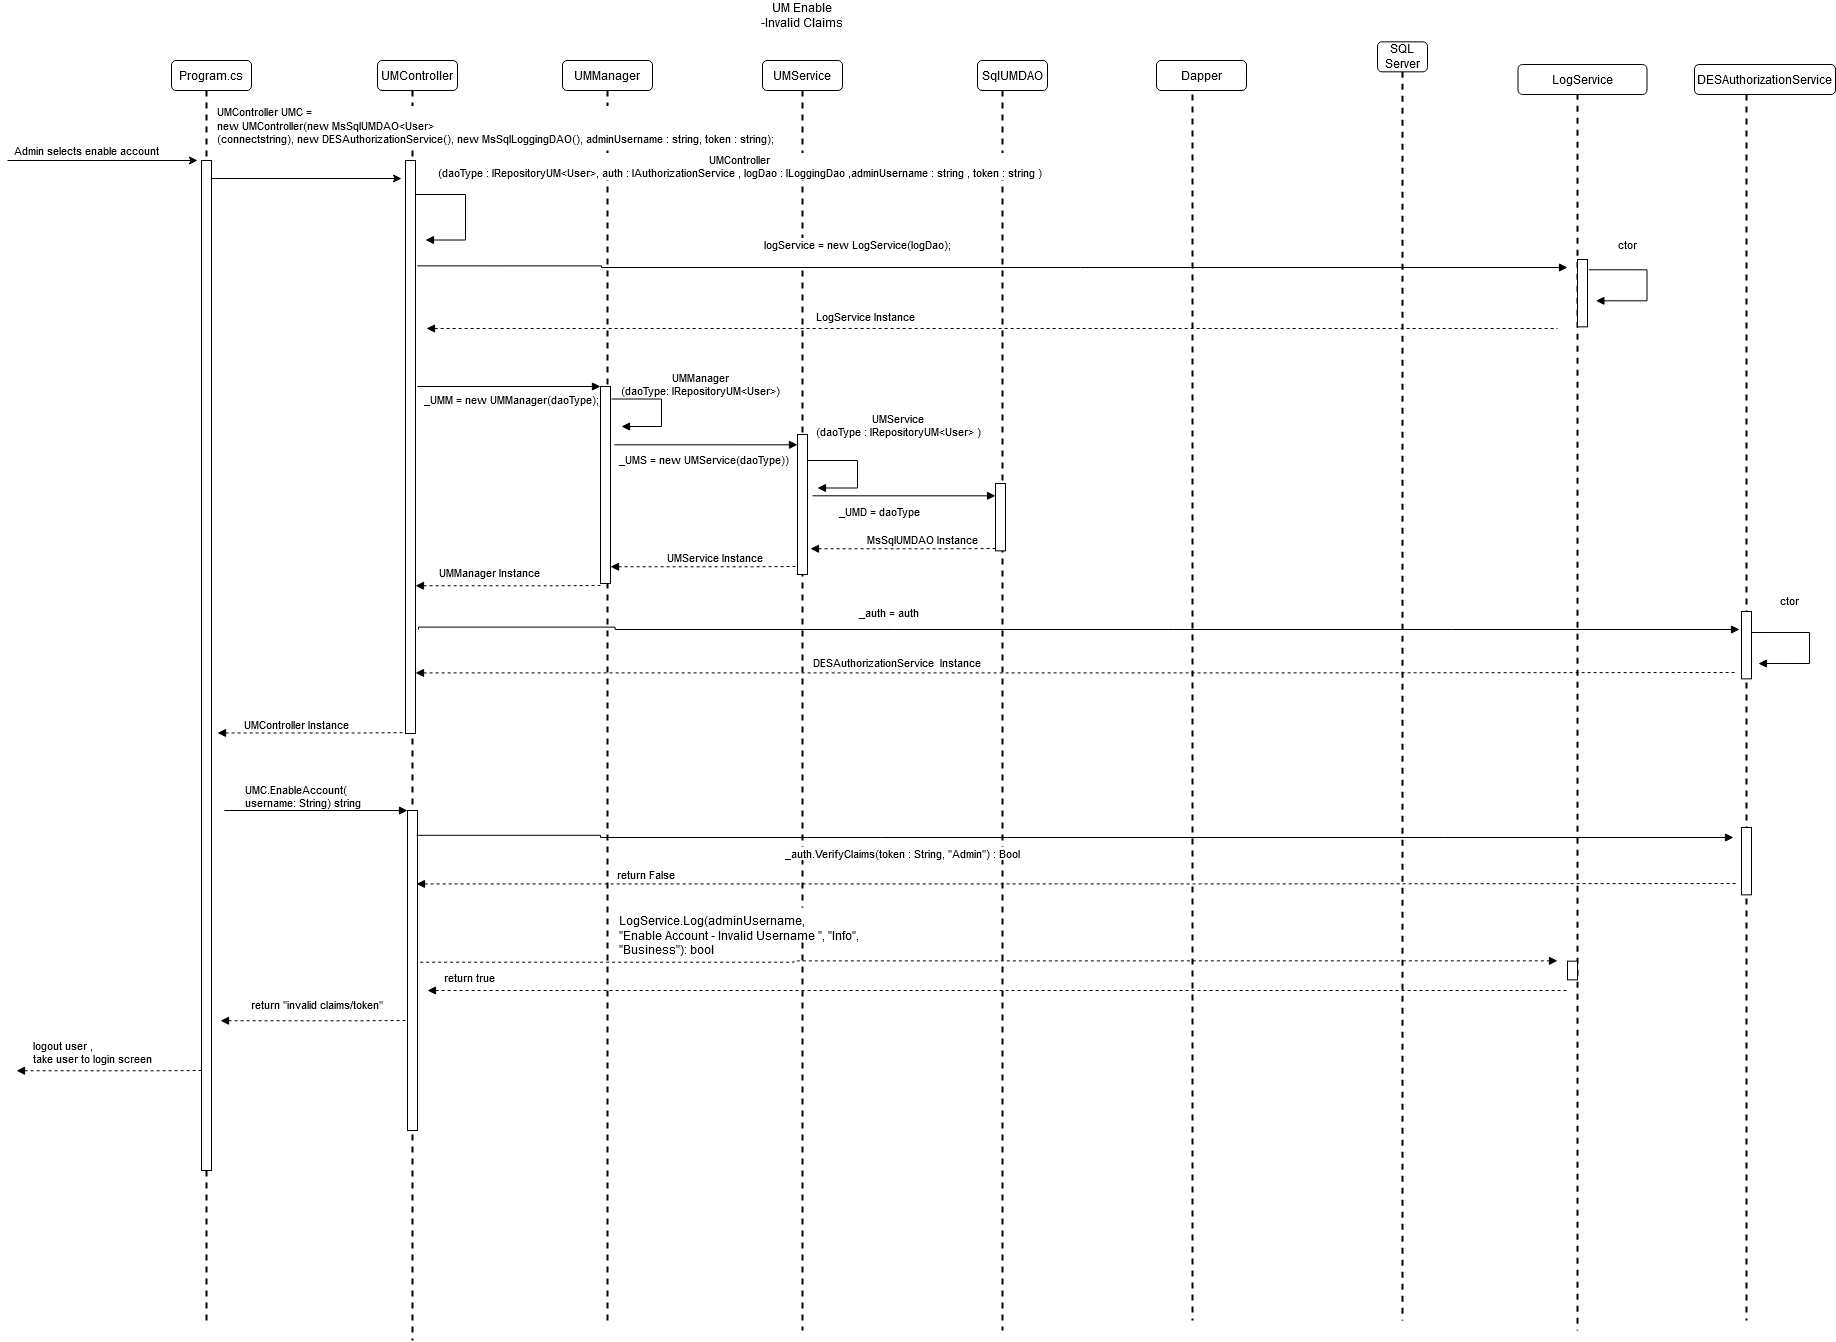 UM Enable
-Invalid Claims
SQL
Server
Program.cs
UMController
UMManager
UMService
SqlUMDAO
Dapper
LogService
DESAuthorizationService
UMController UMC =
new UMController(new MsSqlUMDAO<User>
(connectstring), new DESAuthorizationService(), new MsSqlLoggingDAO(), adminUsername : string, token : string);
Admin selects enable account
UMController
(daoType : IRepositoryUM<User>, auth : IAuthorizationService , logDao : ILoggingDao ,adminUsername : string , token : string )
logService = new LogService(logDao);
ctor
LogService Instance
UMManager
(daoType: IRepositoryUM<User>)
_UMM = new UMManager(daoType);
UMService
(daoType : IRepositoryUM<User> )
_UMS = new UMService(daoType))
_UMD = daoType
MsSqlUMDAO Instance
UMService Instance
UMManager Instance
ctor
_auth = auth
DESAuthorizationService  Instance
UMController Instance
UMC.EnableAccount(
username: String) string
_auth.VerifyClaims(token : String, "Admin") : Bool
return False
LogService.Log(adminUsername,
"Enable Account - Invalid Username ", "Info",
"Business"): bool
return true
return "invalid claims/token"
logout user ,
take user to login screen